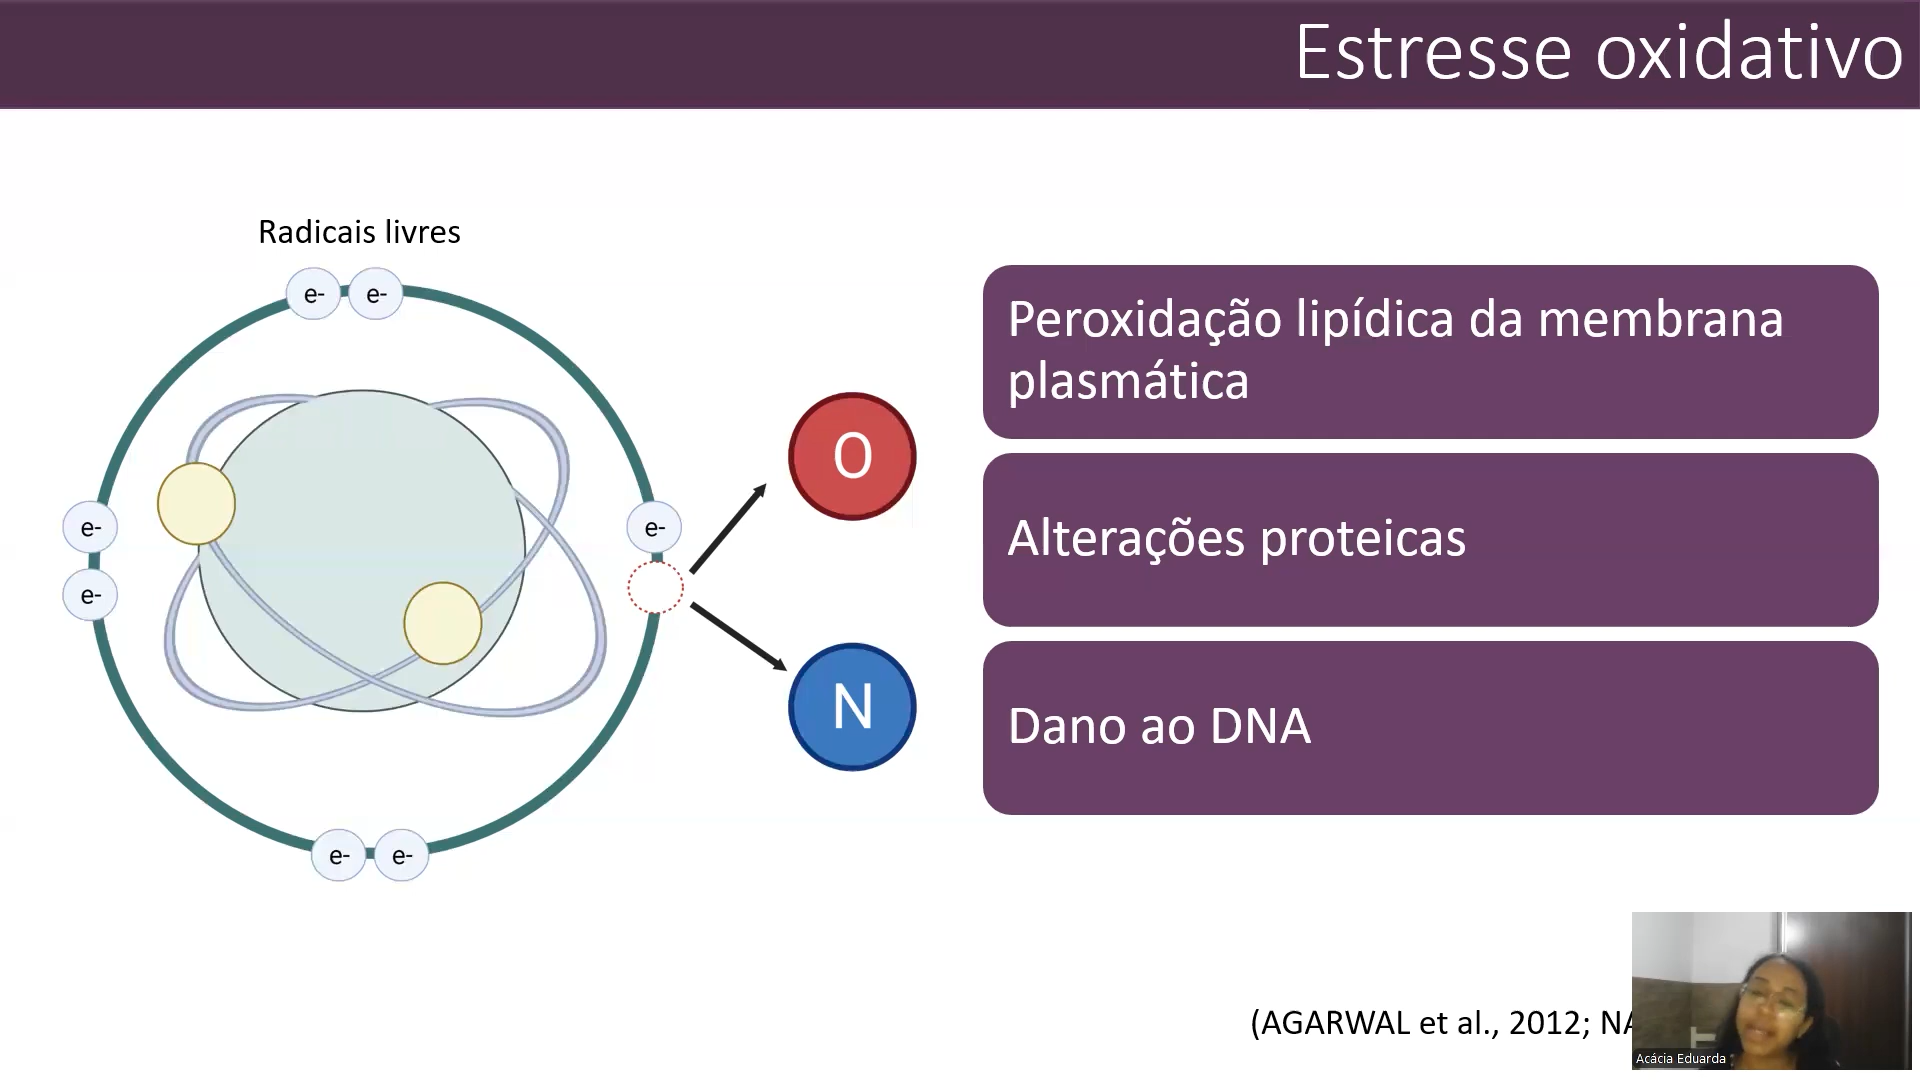 Estresse oxidativo
Radicais livres
e- e-
e-
e-
e-
e-
e- e-
O
N
Peroxidação lipídica da membrana
plasmática
Alterações proteicas
Dano ao DNA
(AGARWAL et al., 2012;
Acácia Eduarda